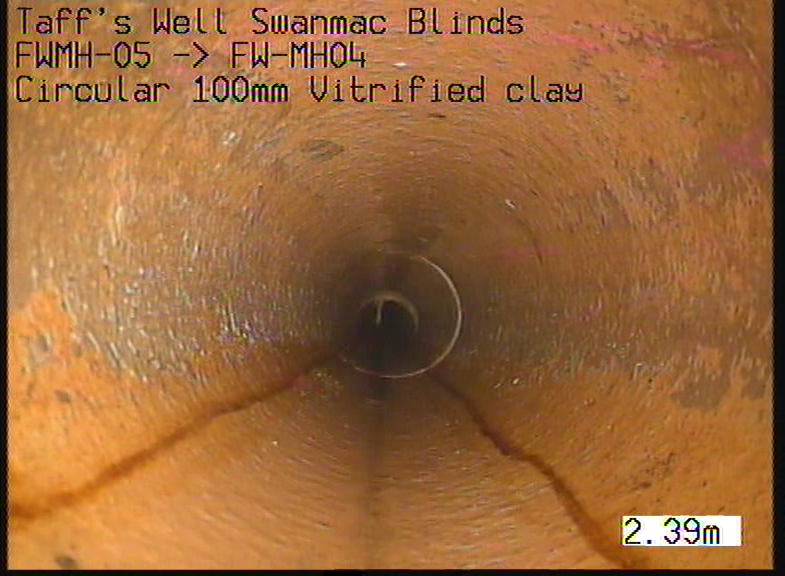 Taff's Well Swanmac Blinds
FWMH-05 -> FW-MH04
Circular 100mm Vitrified clay
2.39m